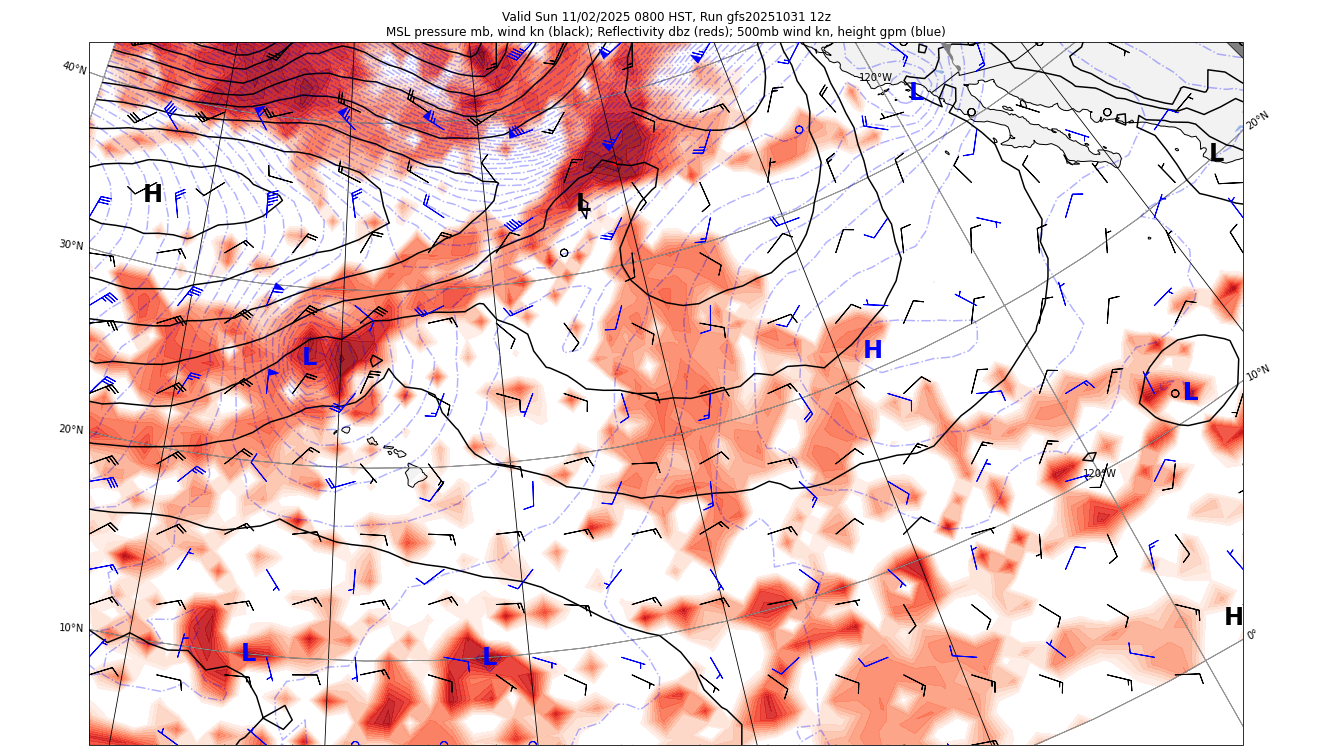 Valid Sun 11/02/2025 0800 HST, Run gfs20251031 12z
MSL pressure mb, wind kn (black); Reflectivity dbz (reds); 500mb wind kn, height gpm (blue)
40°N
120°W
L
20°N
L
H
L
30°N
H
L
10°N
L
20°N
120°W
10°N
H
0°
L
L